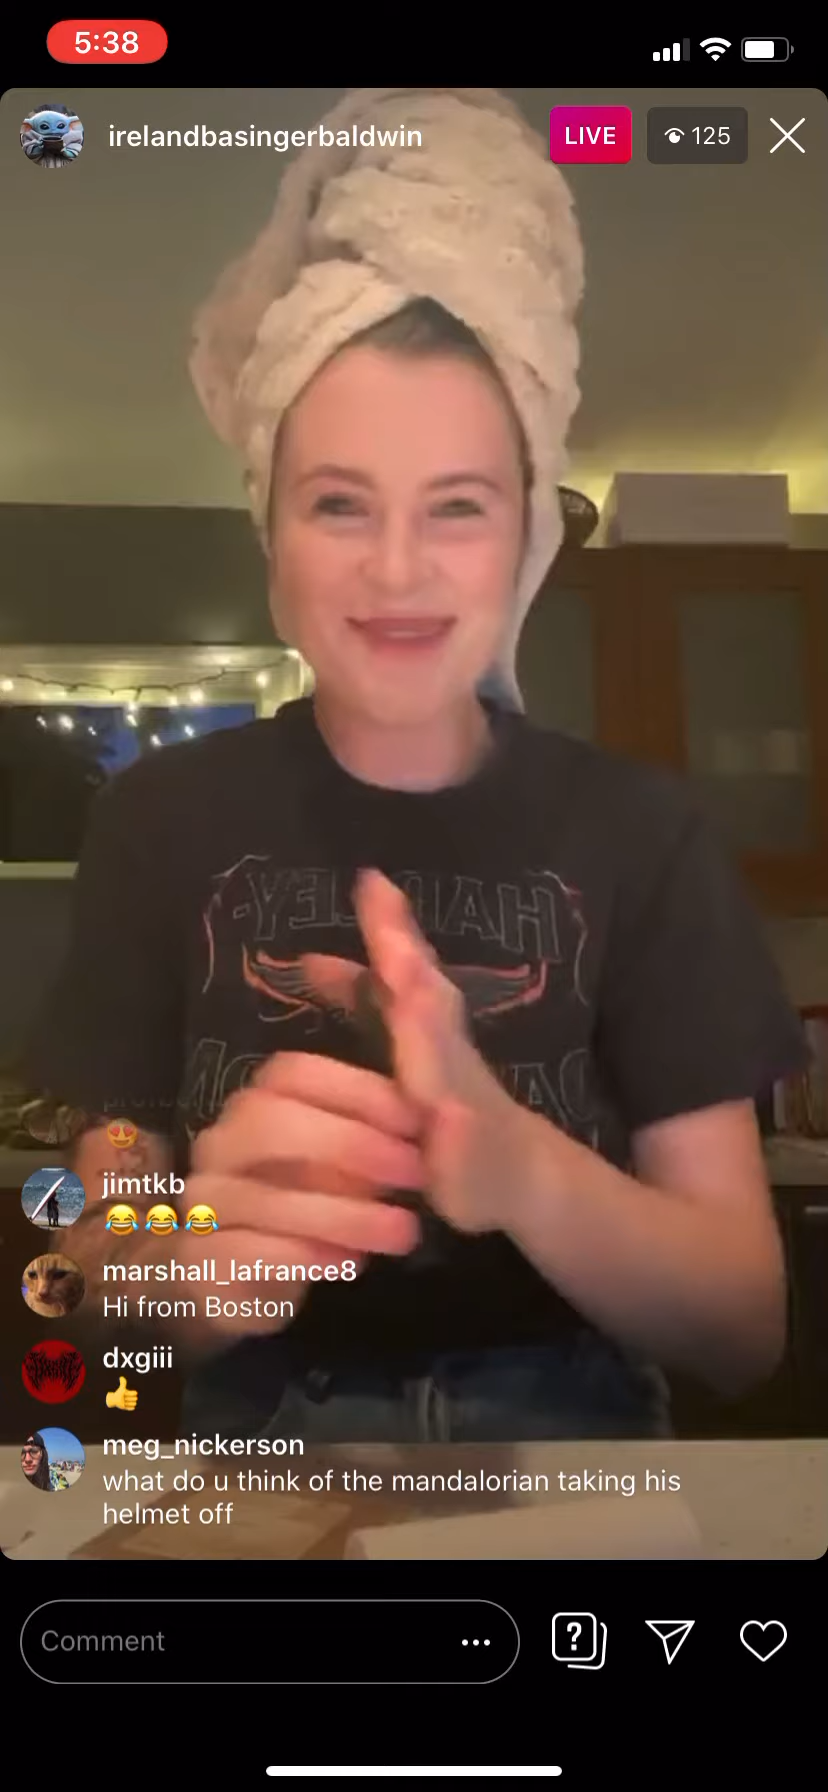 5:38
irelandbasingerbaldwin
LIVE
125
HARLEY-
jimtkb
😂😂😂
marshall_lafrance8
Hi from Boston
dxgiii
👍
meg_nickerson
what do u think of the mandalorian taking his
helmet off
Comment